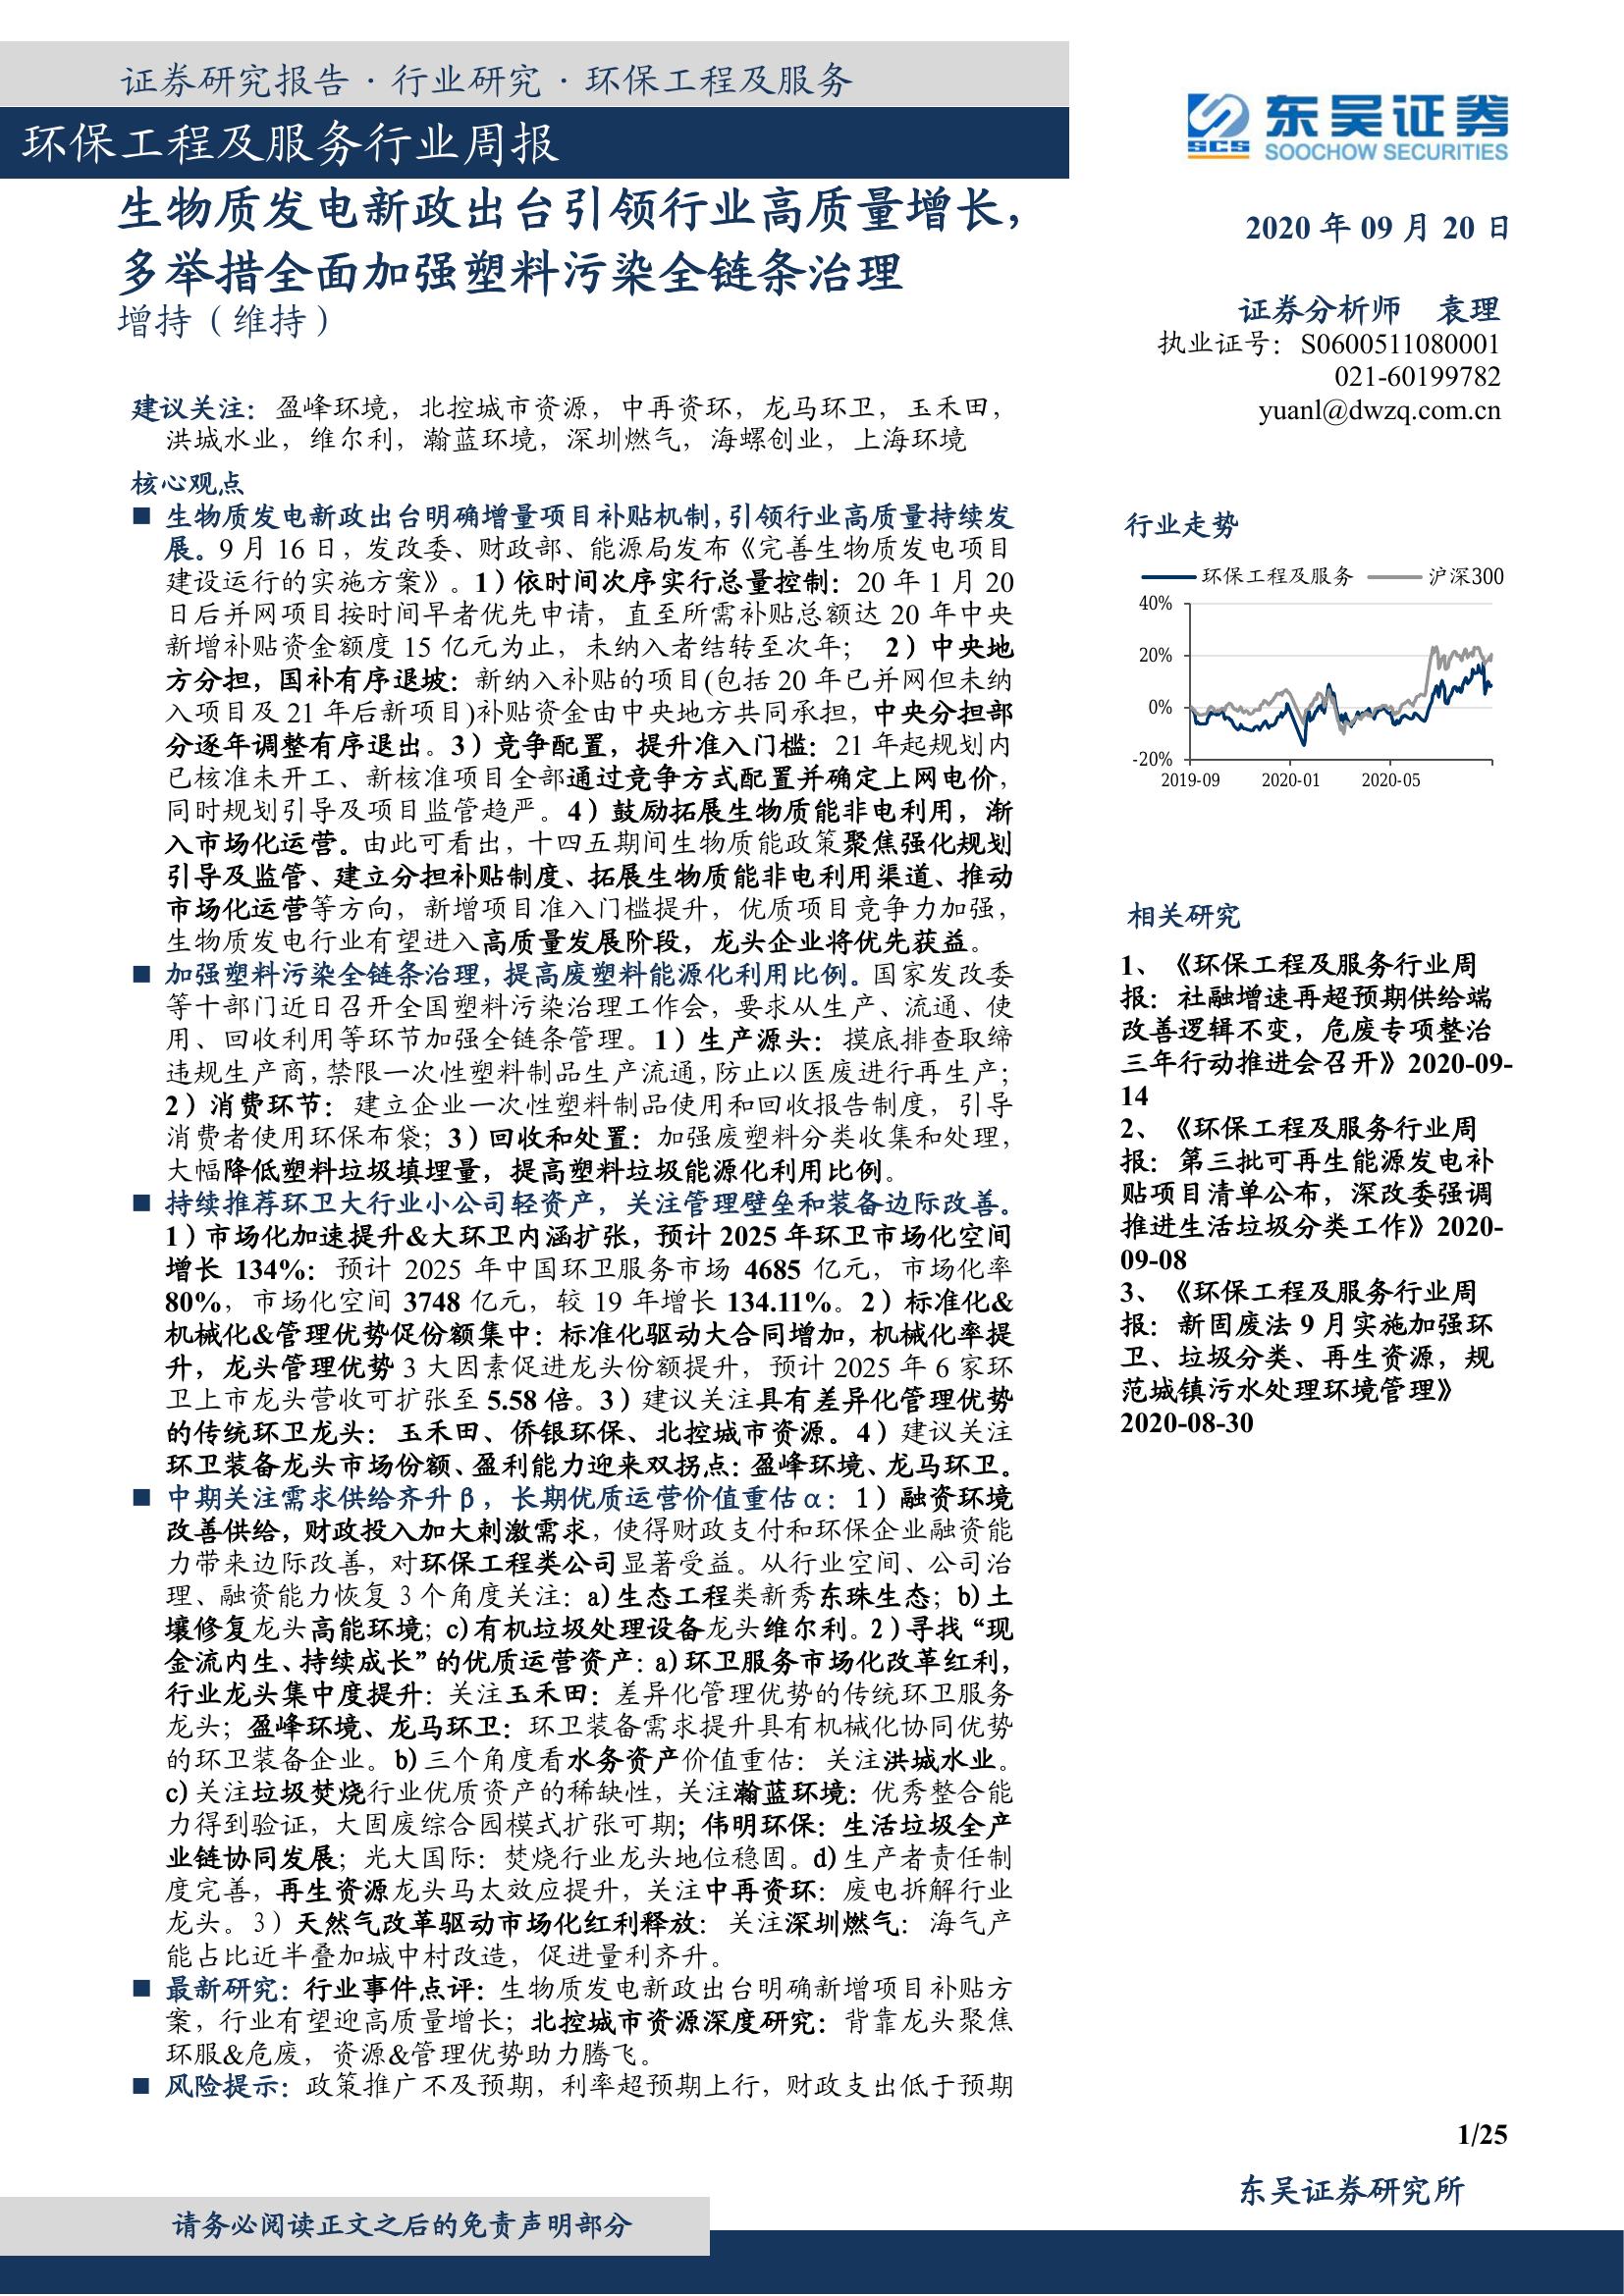 证券研究报告 · 行业研究 · 环保工程及服务
环保工程及服务行业周报
生物质发电新政出台引领行业高质量增长，
多举措全面加强塑料污染全链条治理
增持（维持）
建议关注：盈峰环境，北控城市资源，中再资环，龙马环卫，玉禾田，
洪城水业，维尔利，瀚蓝环境，深圳燃气，海螺创业，上海环境
核心观点
■ 生物质发电新政出台明确增量项目补贴机制，引领行业高质量持续发
展。9 月 16 日，发改委、财政部、能源局发布《完善生物质发电项目
建设运行的实施方案》。1）依时间次序实行总量控制：20 年 1 月 20
日后并网项目按时间早者优先申请，直至所需补贴总额达 20 年中央
新增补贴资金额度 15 亿元为止，未纳入者结转至次年； 2）中央地
方分担，国补有序退坡：新纳入补贴的项目(包括 20 年已并网但未纳
入项目及 21 年后新项目)补贴资金由中央地方共同承担，中央分担部
分逐年调整有序退出。3）竞争配置，提升准入门槛：21 年起规划内
已核准未开工、新核准项目全部通过竞争方式配置并确定上网电价，
同时规划引导及项目监管趋严。4）鼓励拓展生物质能非电利用，渐
入市场化运营。由此可看出，十四五期间生物质能政策聚焦强化规划
引导及监管、建立分担补贴制度、拓展生物质能非电利用渠道、推动
市场化运营等方向，新增项目准入门槛提升，优质项目竞争力加强，
生物质发电行业有望进入高质量发展阶段，龙头企业将优先获益。
■ 加强塑料污染全链条治理，提高废塑料能源化利用比例。国家发改委
等十部门近日召开全国塑料污染治理工作会，要求从生产、流通、使
用、回收利用等环节加强全链条管理。1）生产源头：摸底排查取缔
违规生产商，禁限一次性塑料制品生产流通，防止以医废进行再生产；
2）消费环节：建立企业一次性塑料制品使用和回收报告制度，引导
消费者使用环保布袋；3）回收和处置：加强废塑料分类收集和处理，
大幅降低塑料垃圾填埋量，提高塑料垃圾能源化利用比例。
■ 持续推荐环卫大行业小公司轻资产，关注管理壁垒和装备边际改善。
1）市场化加速提升&大环卫内涵扩张，预计 2025 年环卫市场化空间
增长 134%：预计 2025 年中国环卫服务市场 4685 亿元，市场化率
80%，市场化空间 3748 亿元，较 19 年增长 134.11%。2）标准化&
机械化&管理优势促份额集中：标准化驱动大合同增加，机械化率提
升，龙头管理优势 3 大因素促进龙头份额提升，预计 2025 年 6 家环
卫上市龙头营收可扩张至 5.58 倍。3）建议关注具有差异化管理优势
的传统环卫龙头：玉禾田、侨银环保、北控城市资源。4）建议关注
环卫装备龙头市场份额、盈利能力迎来双拐点：盈峰环境、龙马环卫。
■ 中期关注需求供给齐升β，长期优质运营价值重估α：1）融资环境
改善供给，财政投入加大刺激需求，使得财政支付和环保企业融资能
力带来边际改善，对环保工程类公司显著受益。从行业空间、公司治
理、融资能力恢复 3 个角度关注：a)生态工程类新秀东珠生态；b)土
壤修复龙头高能环境；c)有机垃圾处理设备龙头维尔利。2)寻找“现
金流内生、持续成长”的优质运营资产：a)环卫服务市场化改革红利，
行业龙头集中度提升：关注玉禾田：差异化管理优势的传统环卫服务
龙头；盈峰环境、龙马环卫：环卫装备需求提升具有机械化协同优势
的环卫装备企业。b)三个角度看水务资产价值重估：关注洪城水业。
c)关注垃圾焚烧行业优质资产的稀缺性，关注瀚蓝环境：优秀整合能
力得到验证，大固废综合园模式扩张可期；伟明环保：生活垃圾全产
业链协同发展；光大国际：焚烧行业龙头地位稳固。d)生产者责任制
度完善，再生资源龙头马太效应提升，关注中再资环：废电拆解行业
龙头。3）天然气改革驱动市场化红利释放：关注深圳燃气：海气产
能占比近半叠加城中村改造，促进量利齐升。
■ 最新研究：行业事件点评：生物质发电新政出台明确新增项目补贴方
案，行业有望迎高质量增长；北控城市资源深度研究：背靠龙头聚焦
环服&危废，资源&管理优势助力腾飞。
■ 风险提示：政策推广不及预期，利率超预期上行，财政支出低于预期
SCS 东吴证券
SOOCHOW SECURITIES
2020 年 09 月 20 日
证券分析师 袁理
执业证号：S0600511080001
021-60199782
yuanl@dwzq.com.cn
行业走势
环保工程及服务 沪深300
40%
20%
0%
-20%
2019-09 2020-01 2020-05
相关研究
1、《环保工程及服务行业周
报：社融增速再超预期供给端
改善逻辑不变，危废专项整治
三年行动推进会召开》2020-09-
14
2、《环保工程及服务行业周
报：第三批可再生能源发电补
贴项目清单公布，深改委强调
推进生活垃圾分类工作》2020-
09-08
3、《环保工程及服务行业周
报：新固废法 9 月实施加强环
卫、垃圾分类、再生资源，规
范城镇污水处理环境管理》
2020-08-30
1/25
东吴证券研究所
请务必阅读正文之后的免责声明部分